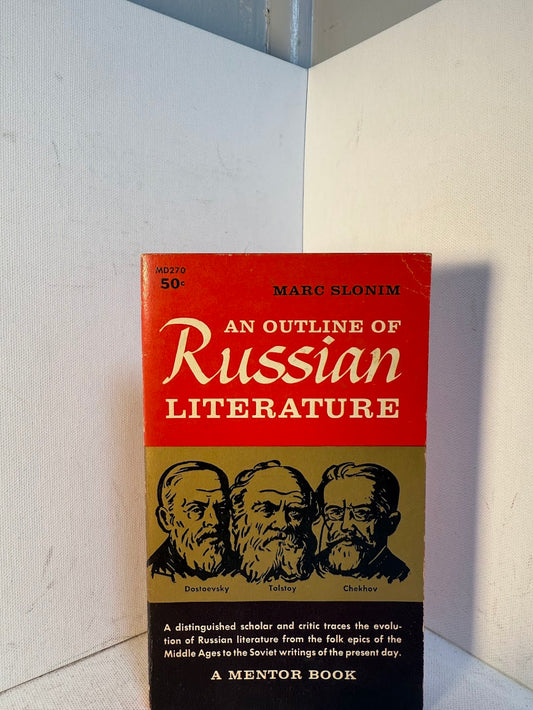 MD270
50¢
MARC SLONIM
AN OUTLINE OF
Russian
LITERATURE
Dostoevsky Tolstoy Chekhov
A distinguished scholar and critic traces the evolu-
tion of Russian literature from the folk epics of the
Middle Ages to the Soviet writings of the present day.
A MENTOR BOOK